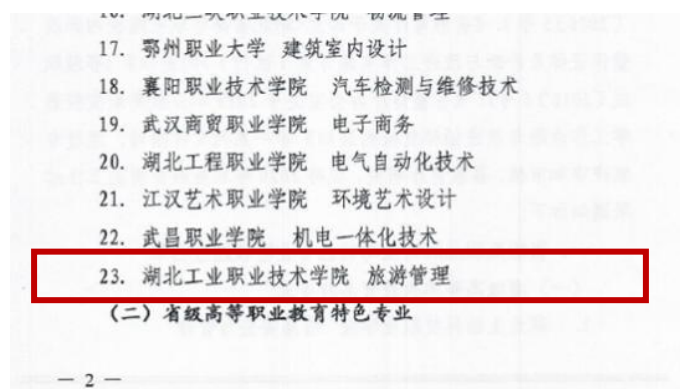 17. 鄂州职业大学 建筑室内设计
18. 襄阳职业技术学院 汽车检测与维修技术
19. 武汉商贸职业学院 电子商务
20. 湖北工程职业学院 电气自动化技术
21. 江汉艺术职业学院 环境艺术设计
22. 武昌职业学院 机电一体化技术
23. 湖北工业职业技术学院 旅游管理
（二）省级高等职业教育特色专业
— 2 —